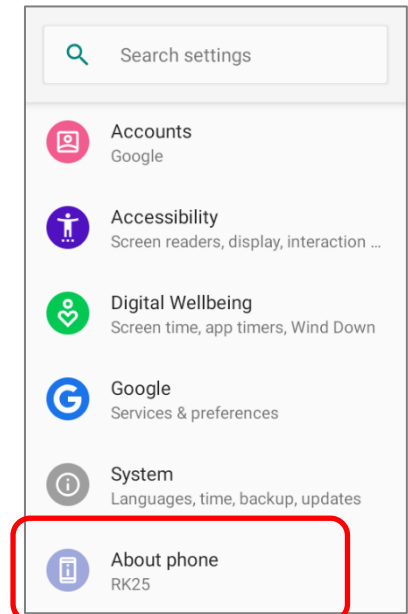 Search settings
Accounts
Google
Accessibility
Screen readers, display, interaction ...
Digital Wellbeing
Screen time, app timers, Wind Down
Google
Services & preferences
System
Languages, time, backup, updates
About phone
RK25